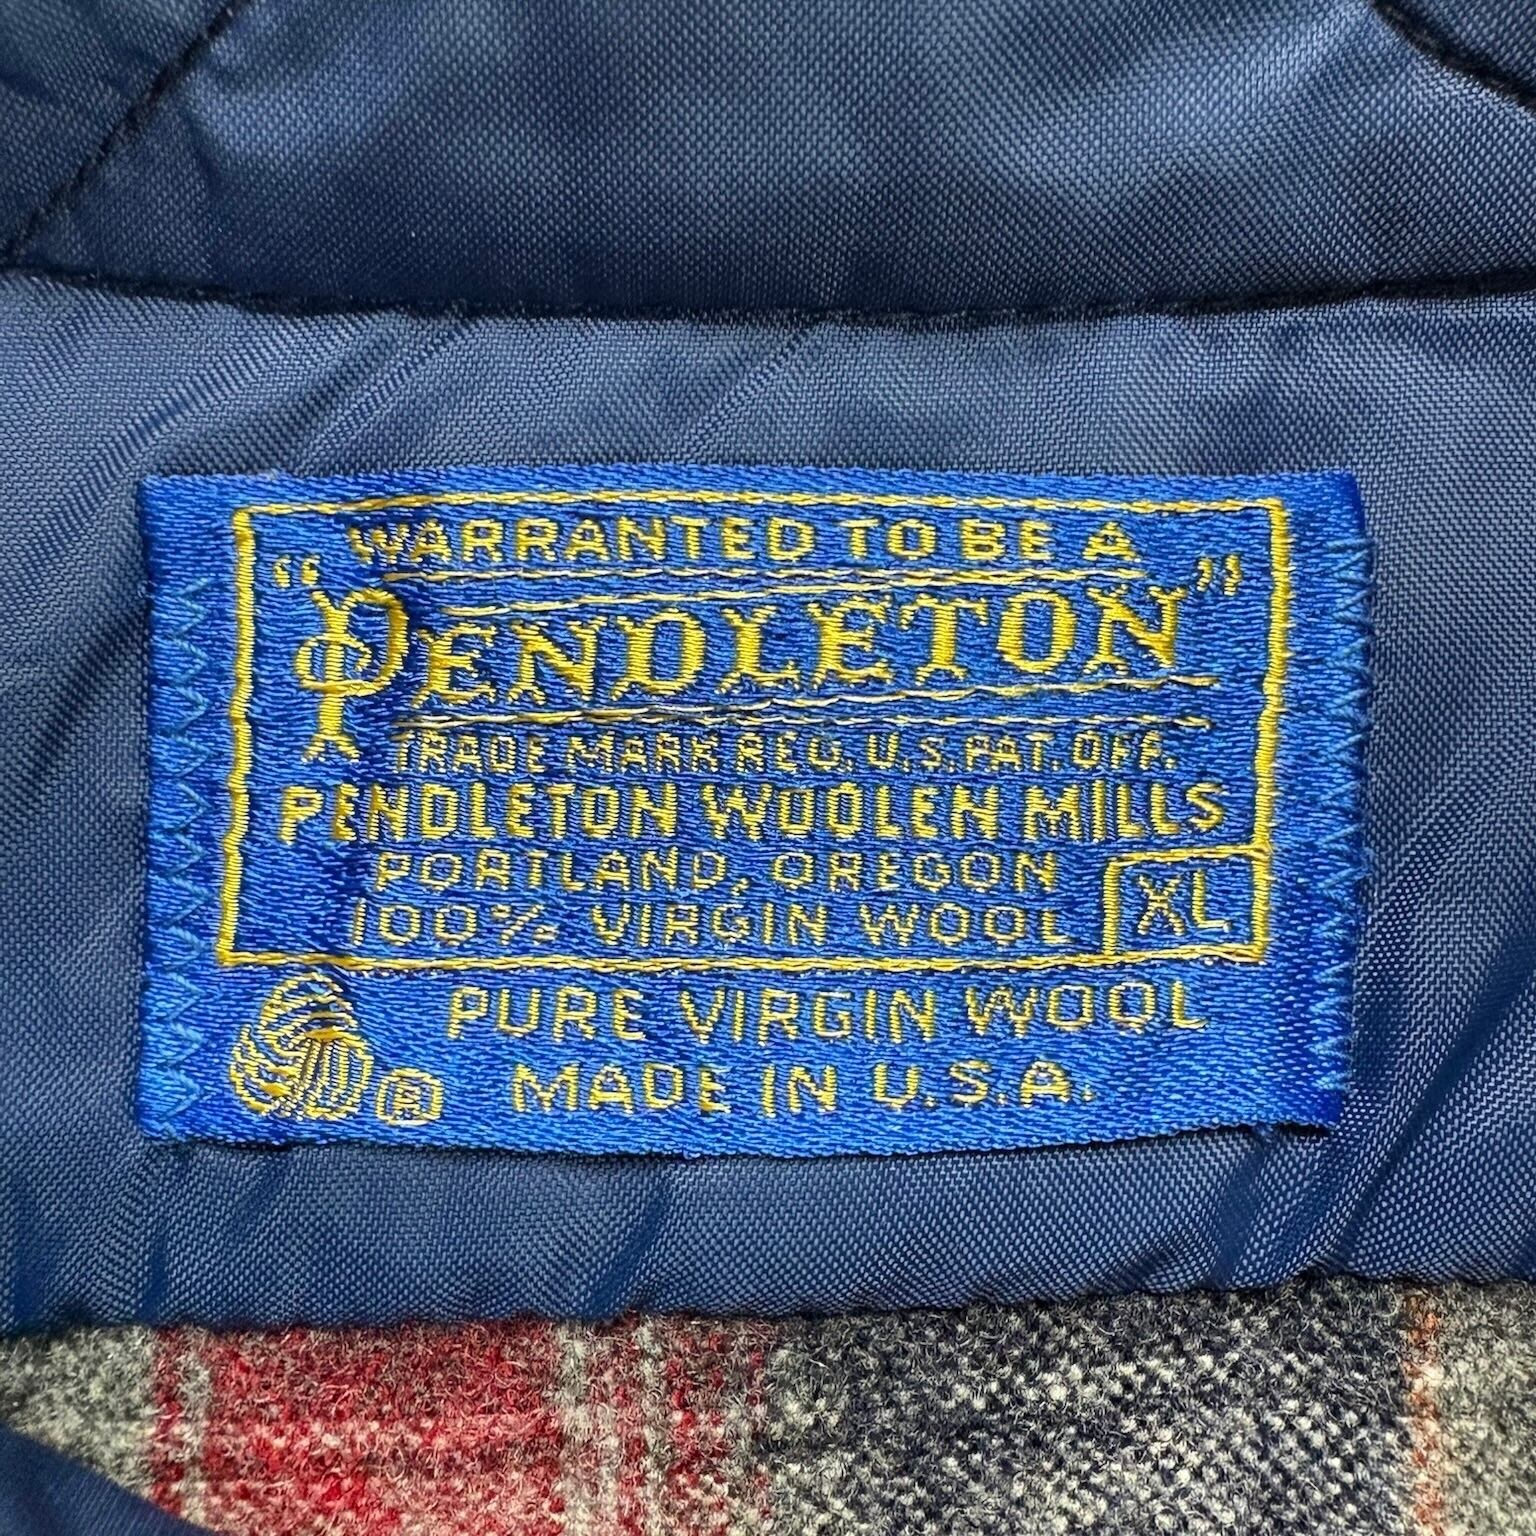 WARRANTED TO BE A
"PENDLETON"
TRADE MARK REG. U.S. PAT. OFF.
PENDLETON WOOLEN MILLS
PORTLAND, OREGON
100% VIRGIN WOOL XL
PURE VIRGIN WOOL
® MADE IN U.S.A.